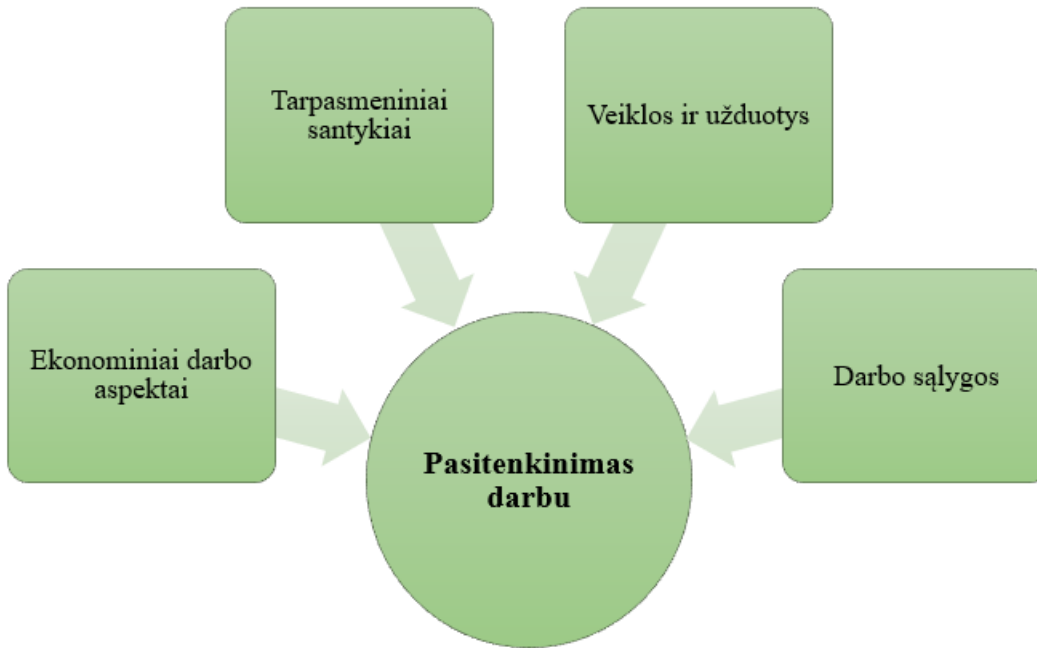 Tarpasmeniniai
santykiai
Veiklos ir užduotys
Ekonominiai darbo
aspektai
Darbo sąlygos
Pasitenkinimas
darbu